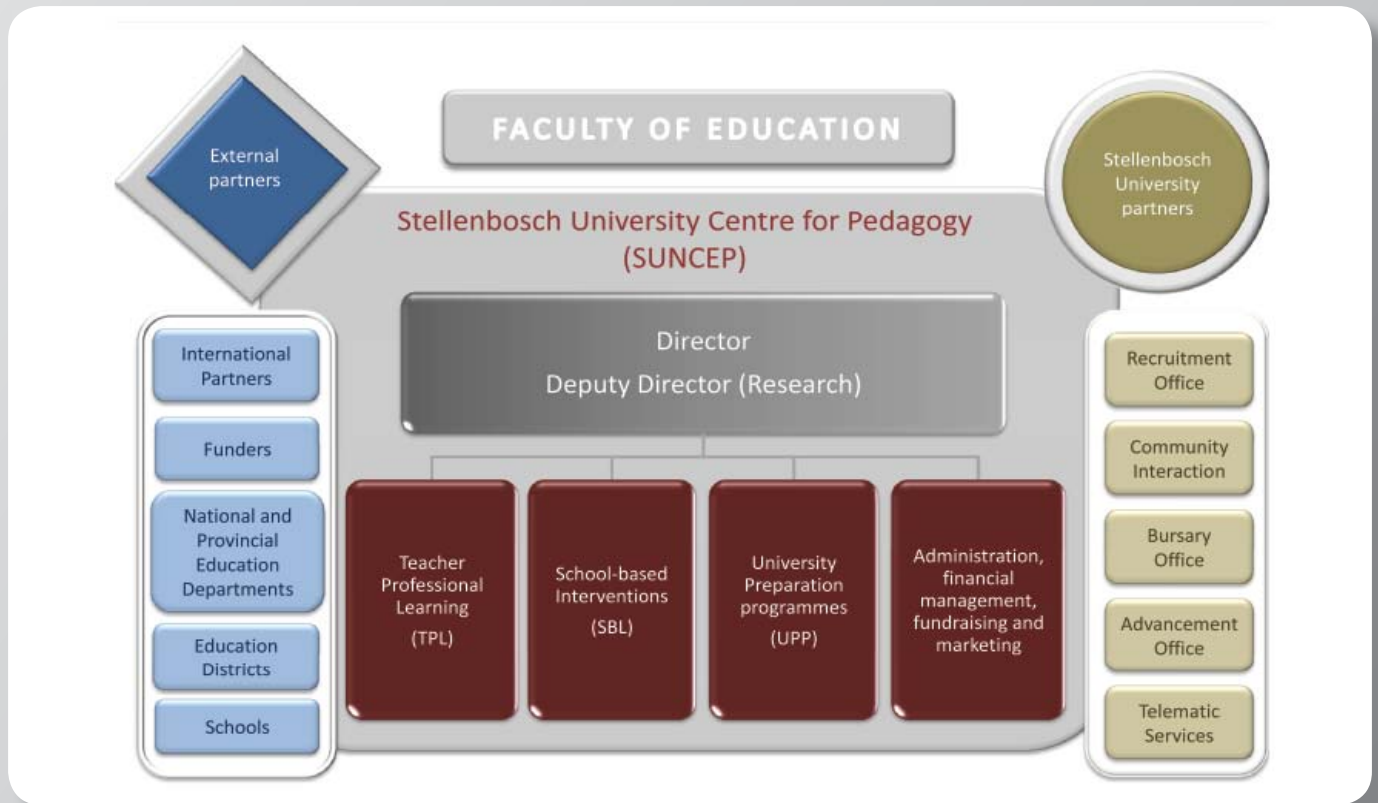 FACULTY OF EDUCATION
External
partners
Stellenbosch
University
partners
Stellenbosch University Centre for Pedagogy
(SUNCEP)
Director
Deputy Director (Research)
International
Partners
Funders
National and
Provincial
Education
Departments
Education
Districts
Schools
Teacher
Professional
Learning
(TPL)
School-based
Interventions
(SBL)
University
Preparation
programmes
(UPP)
Administration,
financial
management,
fundraising and
marketing
Recruitment
Office
Community
Interaction
Bursary
Office
Advancement
Office
Telematic
Services